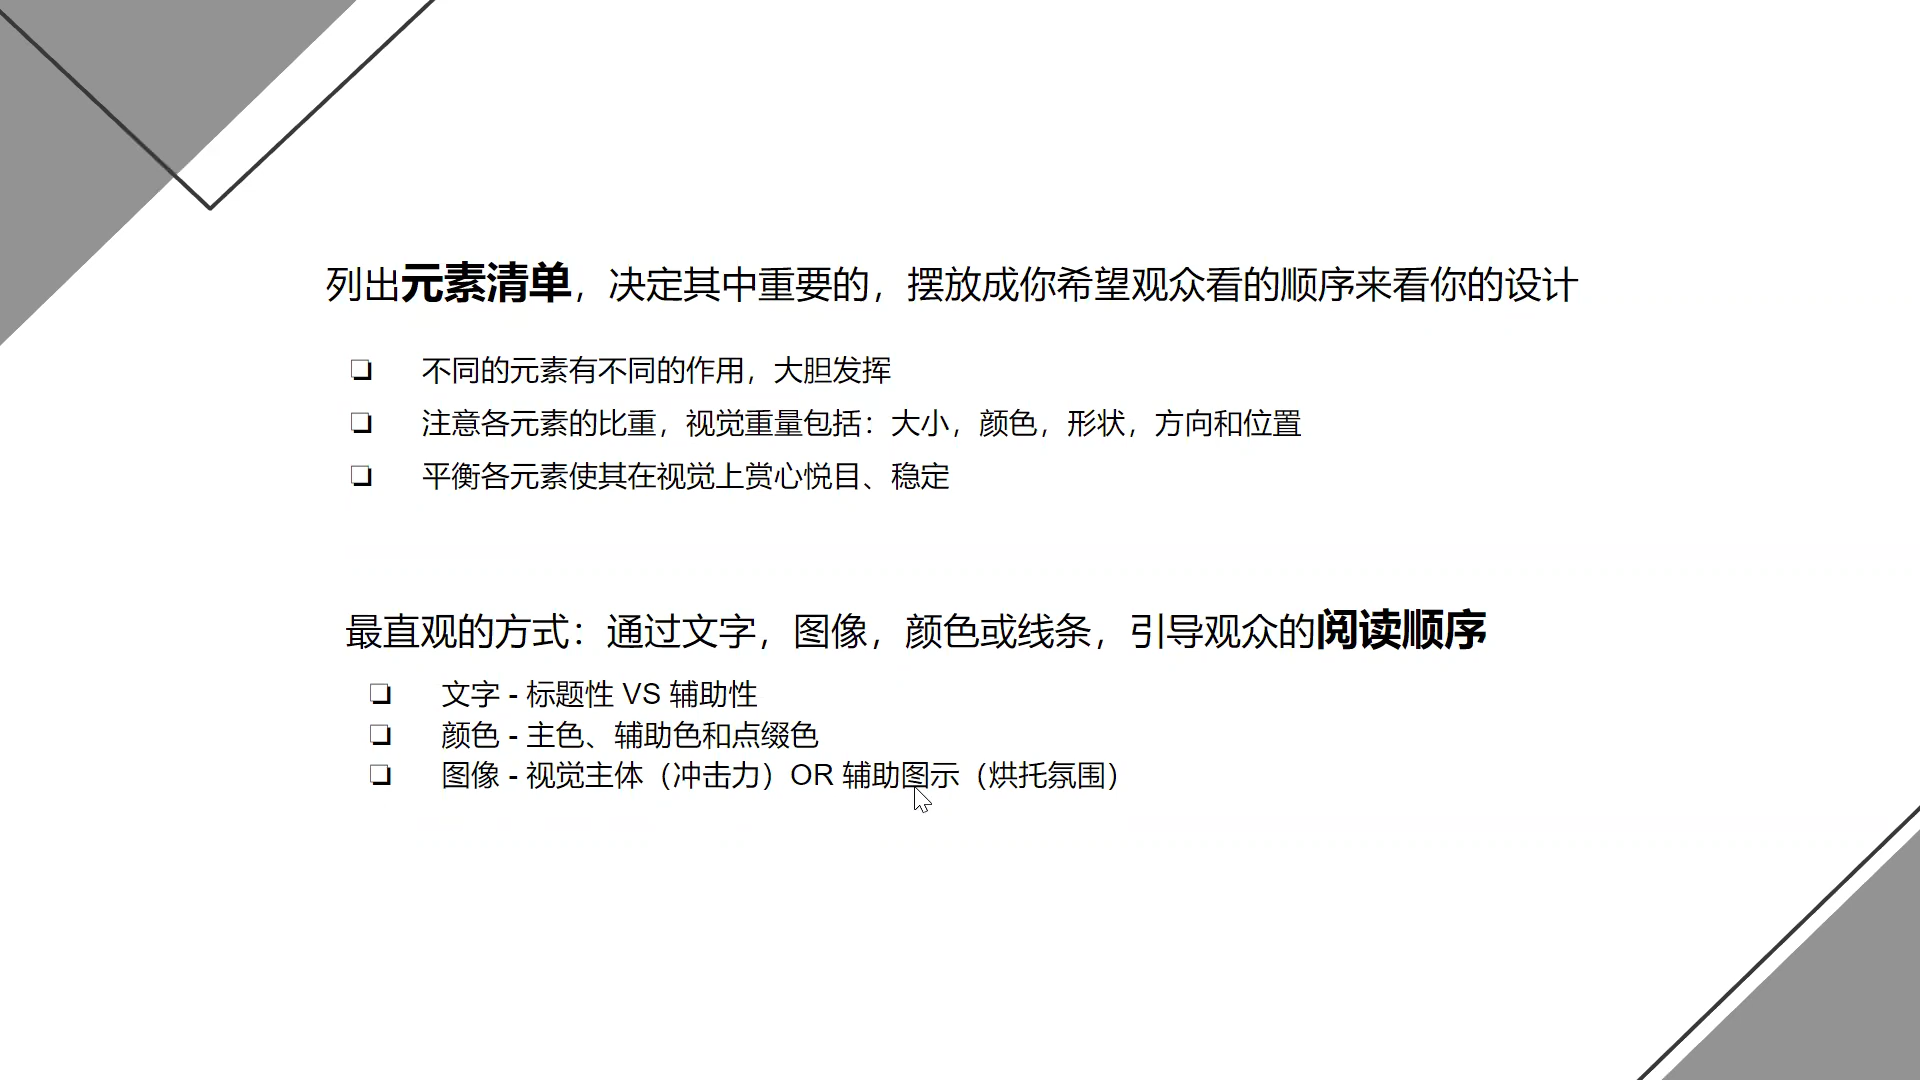 列出元素清单，决定其中重要的，摆放成你希望观众看的顺序来看你的设计
❏ 不同的元素有不同的作用，大胆发挥
❏ 注意各元素的比重，视觉重量包括：大小，颜色，形状，方向和位置
❏ 平衡各元素使其在视觉上赏心悦目、稳定
最直观的方式：通过文字，图像，颜色或线条，引导观众的阅读顺序
❏ 文字 - 标题性 VS 辅助性
❏ 颜色 - 主色、辅助色和点缀色
❏ 图像 - 视觉主体（冲击力）OR 辅助图示（烘托氛围）